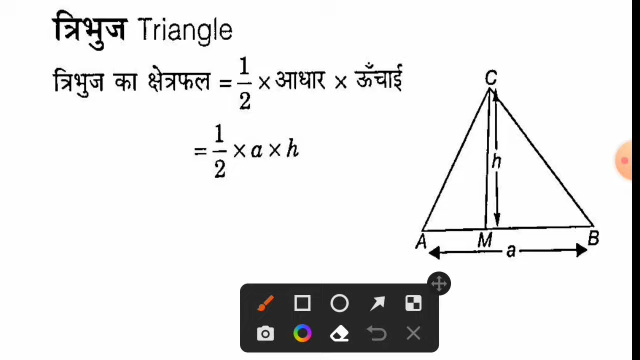 त्रिभुज Triangle
त्रिभुज का क्षेत्रफल = 1/2 × आधार × ऊँचाई
= 1/2 × a × h
C
h
A M B
a